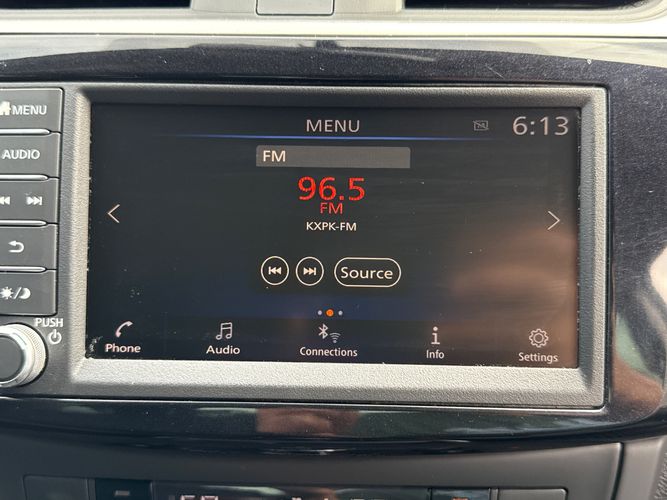 MENU
MENU
6:13
AUDIO
FM
96.5
FM
KXPK-FM
Source
PUSH
Phone
Audio
Connections
Info
Settings